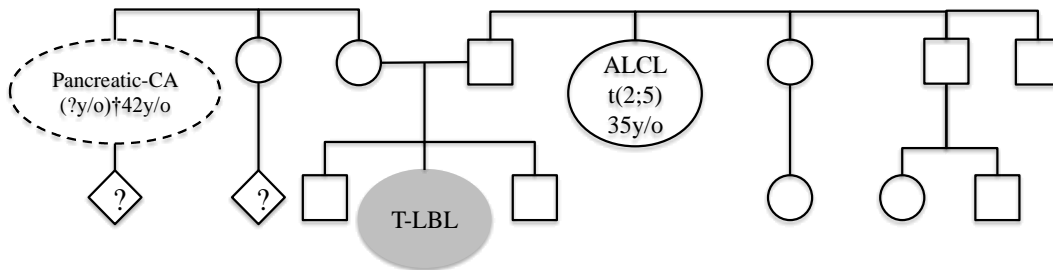 Pancreatic-CA
(?y/o)†42y/o
ALCL
t(2;5)
35y/o
?
?
T-LBL